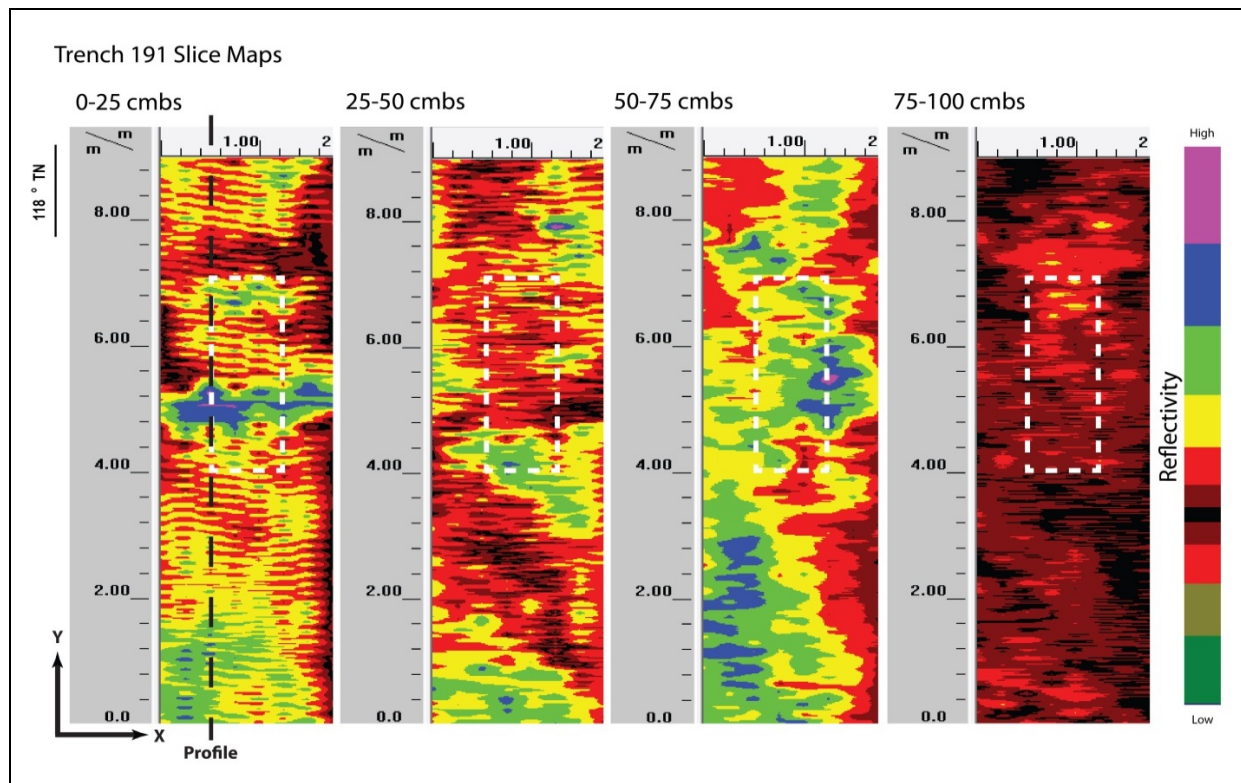 Trench 191 Slice Maps
0-25 cmbs
25-50 cmbs
50-75 cmbs
75-100 cmbs
High
m
m
1.00
2
m
m
1.00
2
m
m
1.00
2
m
m
1.00
2
118 ° TN
8.00
6.00
4.00
2.00
0.0
8.00
6.00
4.00
2.00
0.0
8.00
6.00
4.00
2.00
0.0
8.00
6.00
4.00
2.00
0.0
Reflectivity
Low
Y
X
Profile